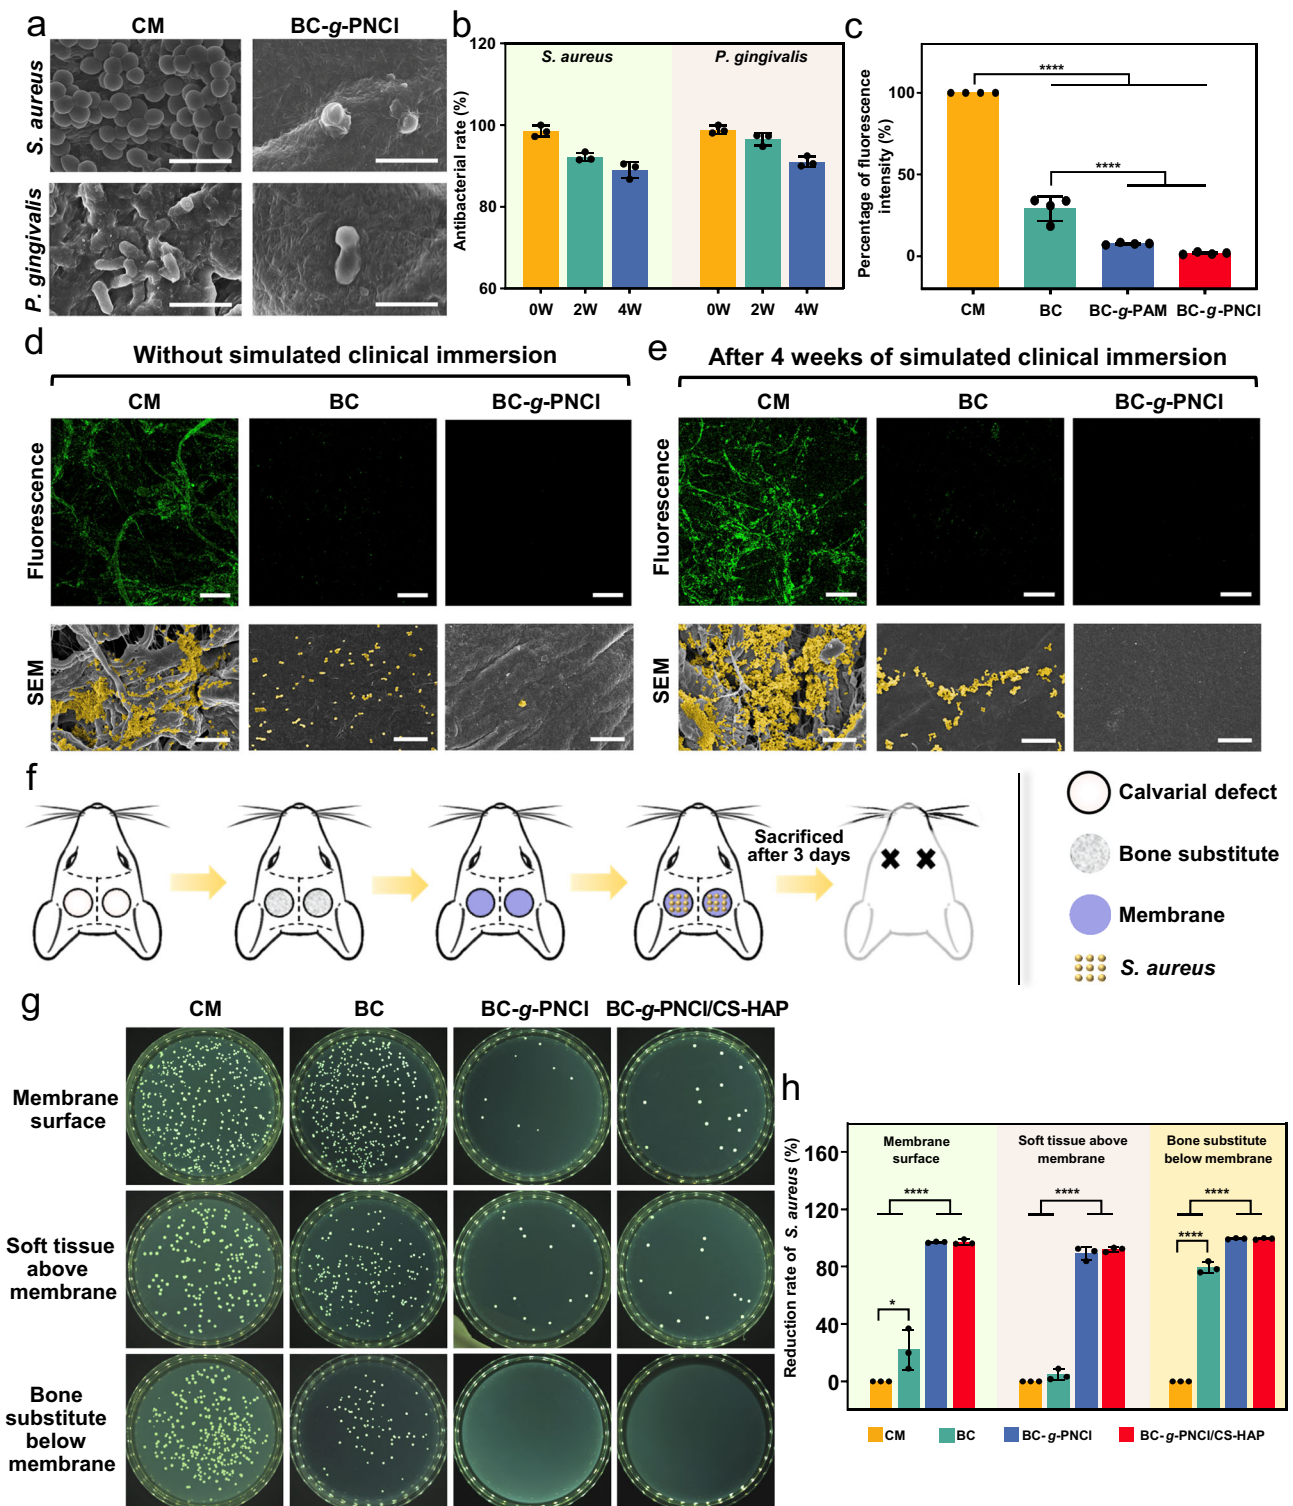 a
CM
BC-g-PNCl
S. aureus
P. gingivalis
b
120
100
80
60
Antibacterial rate (%)
S. aureus
P. gingivalis
0W
2W
4W
0W
2W
4W
c
Percentage of fluorescence
intensity (%)
100
50
0
****
****
CM
BC
BC-g-PAM
BC-g-PNCl
d
Without simulated clinical immersion
CM
BC
BC-g-PNCl
Fluorescence
SEM
e
After 4 weeks of simulated clinical immersion
CM
BC
BC-g-PNCl
Fluorescence
SEM
f
Sacrificed
after 3 days
Calvarial defect
Bone substitute
Membrane
S. aureus
g
CM
BC
BC-g-PNCl
BC-g-PNCl/CS-HAP
Membrane
surface
Soft tissue
above
membrane
Bone
substitute
below
membrane
h
Reduction rate of S. aureus (%)
160
120
80
40
0
Membrane
surface
Soft tissue above
membrane
Bone substitute
below membrane
****
*
****
****
****
CM
BC
BC-g-PNCl
BC-g-PNCl/CS-HAP